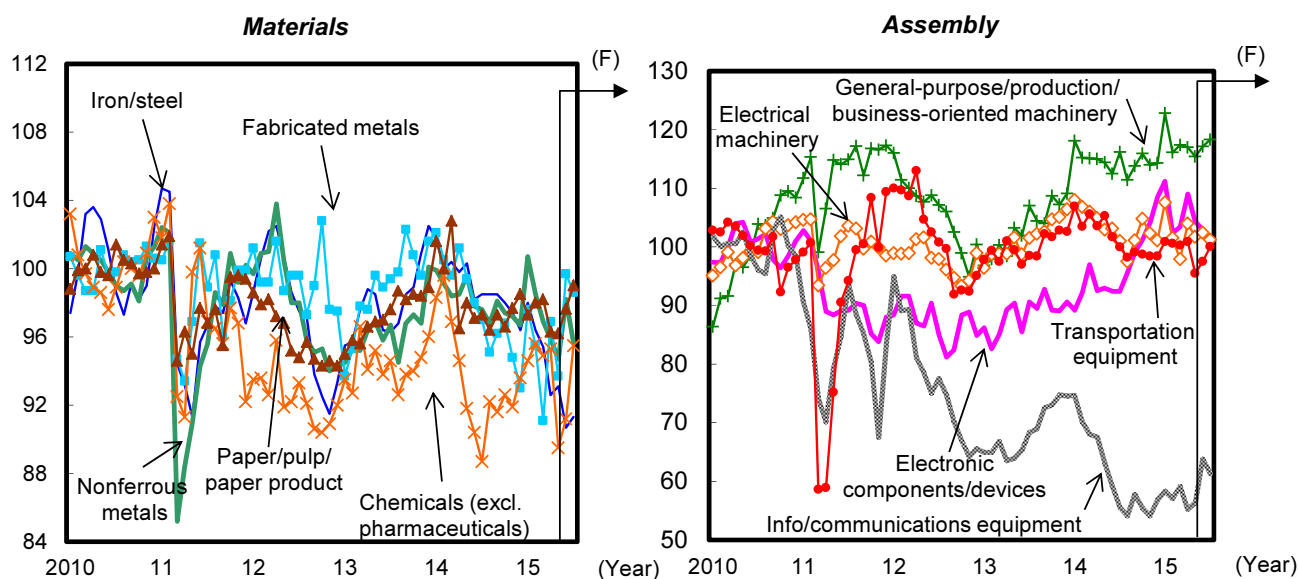 Materials
112
108
104
100
96
92
88
84
2010
11
12
13
14
15
(Year)
(F)
Iron/steel
Fabricated metals
Nonferrous
metals
Paper/pulp/
paper product
Chemicals (excl.
pharmaceuticals)
Assembly
130
120
110
100
90
80
70
60
50
2010
11
12
13
14
15
(Year)
(F)
General-purpose/production/
business-oriented machinery
Electrical
machinery
Transportation
equipment
Electronic
components/devices
Info/communications equipment